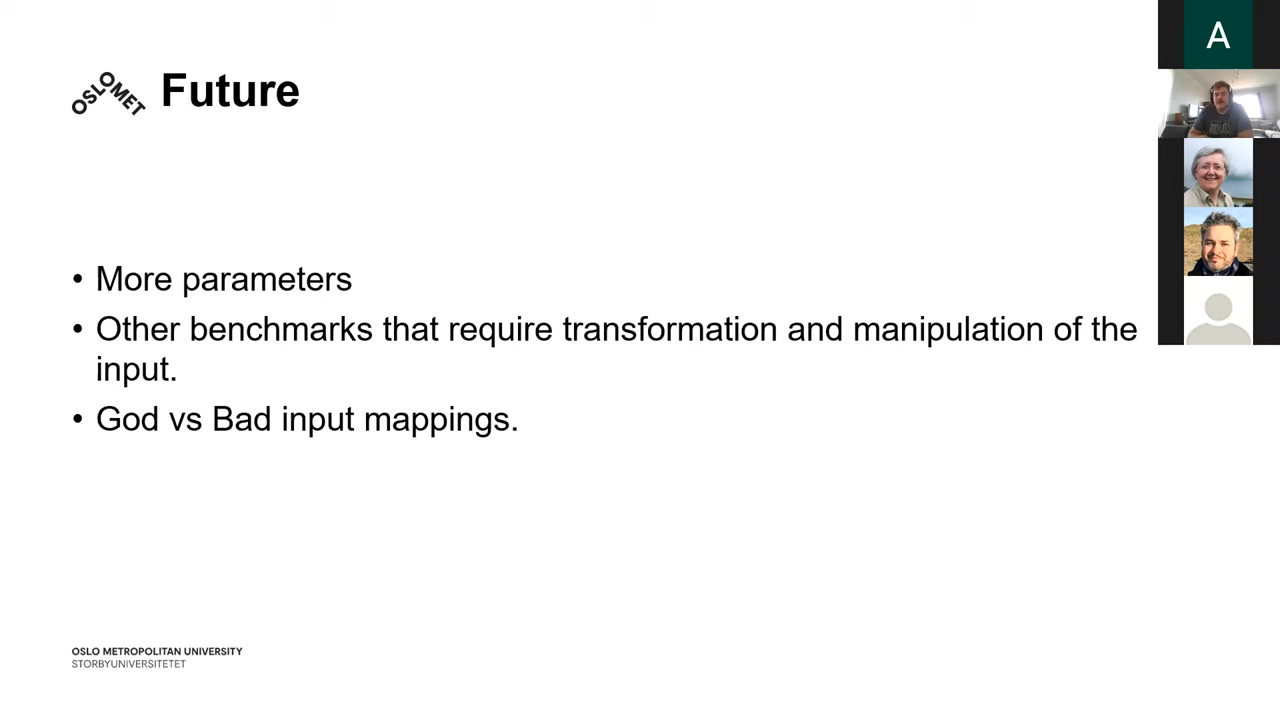 OSLOMET
Future
A
• More parameters
• Other benchmarks that require transformation and manipulation of the
input.
• God vs Bad input mappings.
OSLO METROPOLITAN UNIVERSITY
STORBYUNIVERSITETET